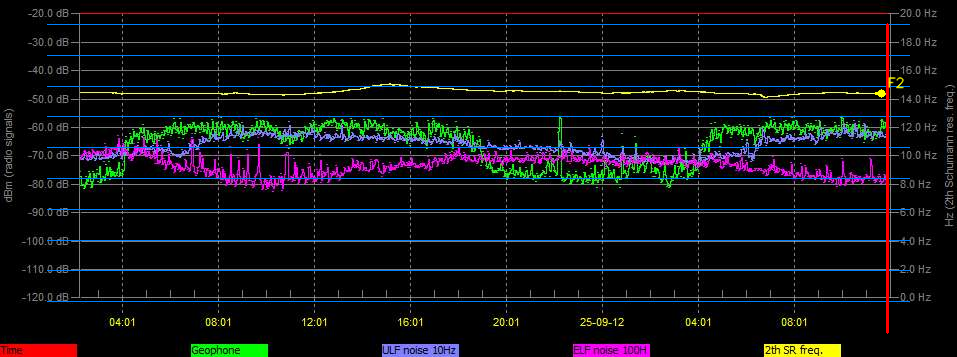 -20.0 dB 20.0 Hz
-30.0 dB 18.0 Hz
-40.0 dB 16.0 Hz
F2
-50.0 dB 14.0 Hz
-60.0 dB 12.0 Hz
-70.0 dB 10.0 Hz
-80.0 dB 8.0 Hz
-90.0 dB 6.0 Hz
-100.0 dB 4.0 Hz
-110.0 dB 2.0 Hz
-120.0 dB 0.0 Hz
dBm (radio signals)
Hz (2th Schumann res. freq.)
04:01 08:01 12:01 16:01 20:01 25-09-12 04:01 08:01
Time Geophone ULF noise 10Hz ELF noise 100H 2th SR freq.